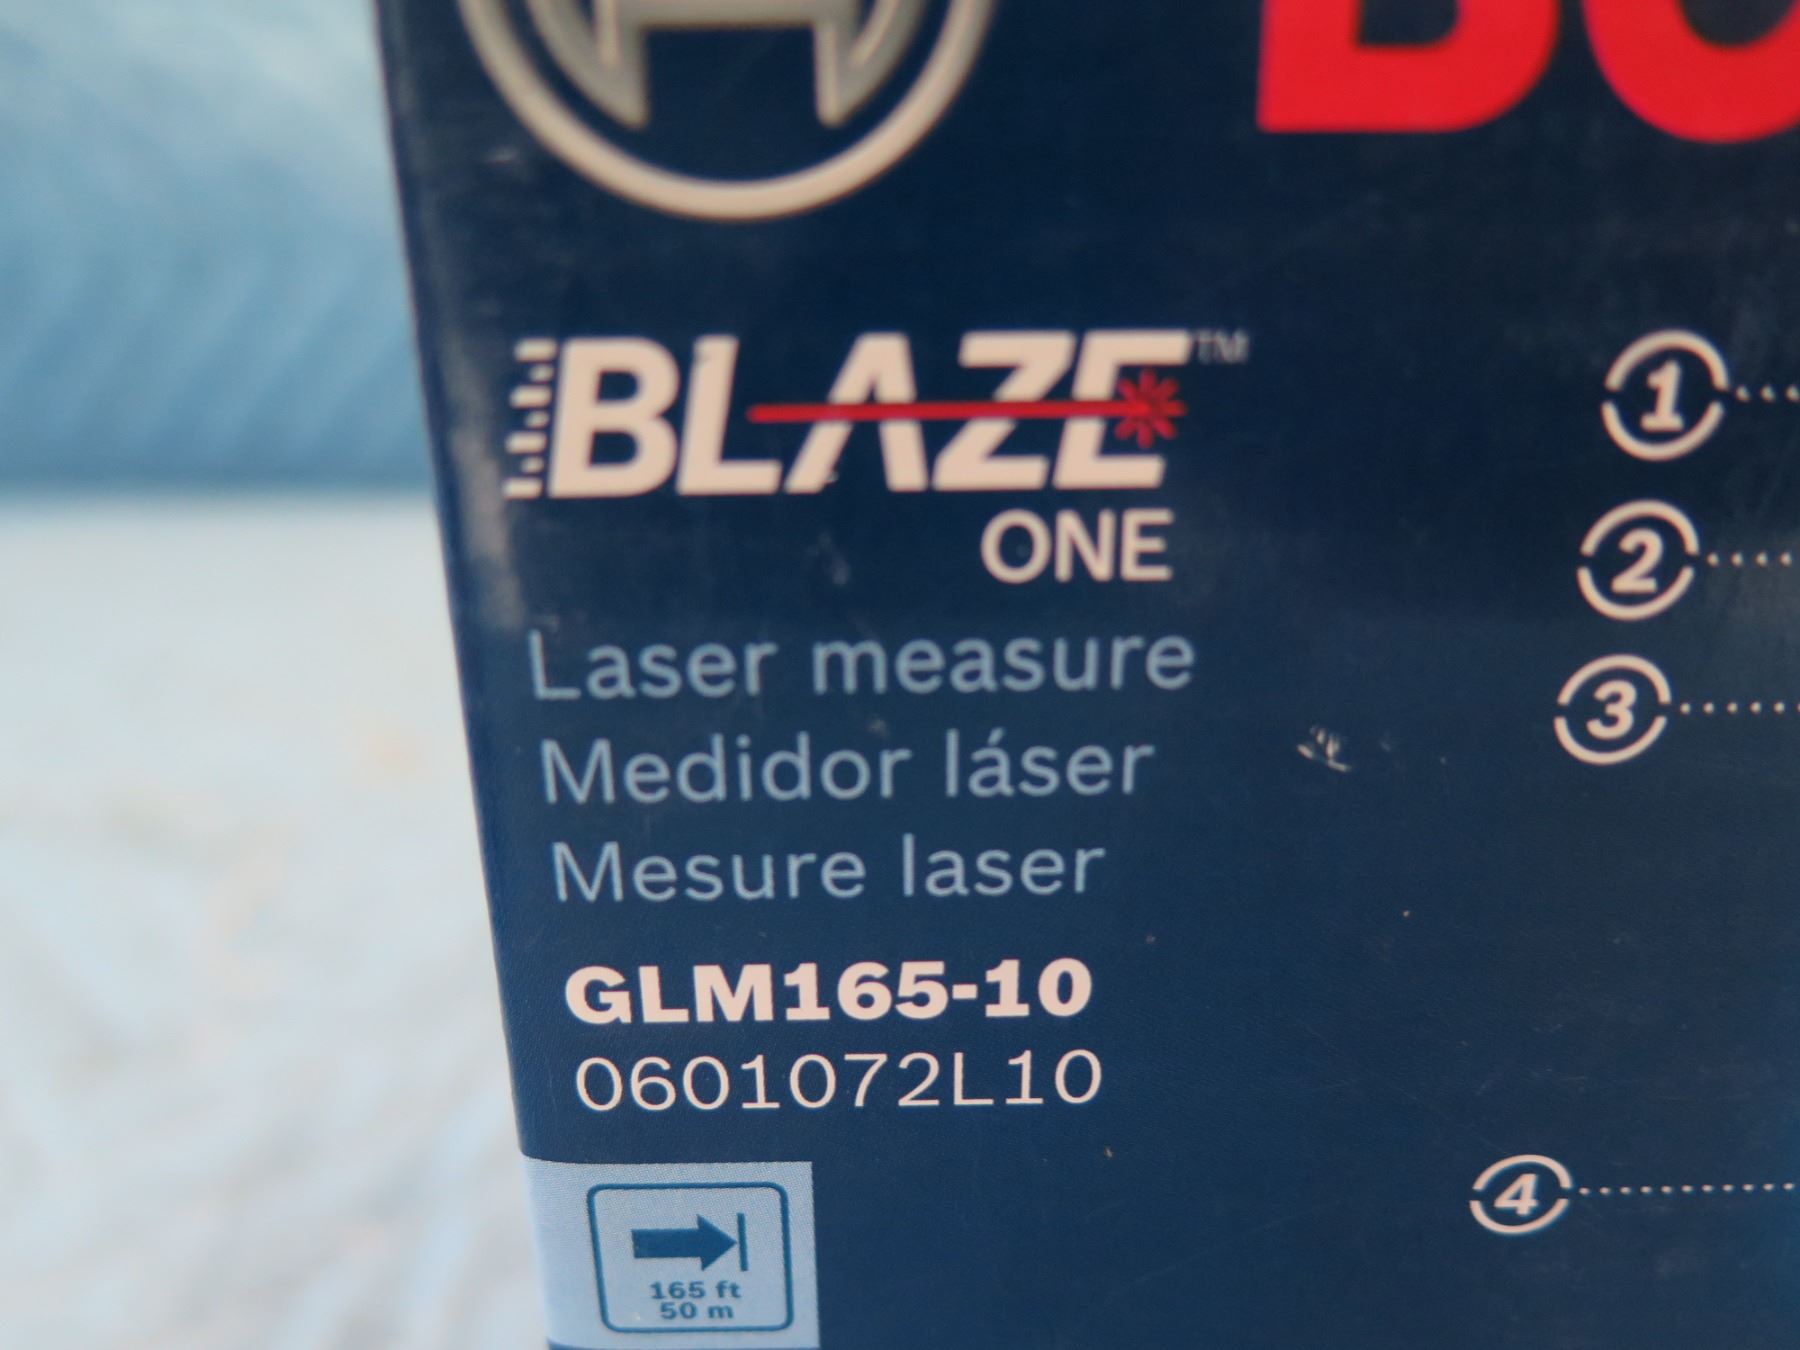 BLAZE™
ONE
Laser measure
Medidor láser
Mesure laser
GLM165-10
0601072L10
165 ft
50 m
1
2
3
4